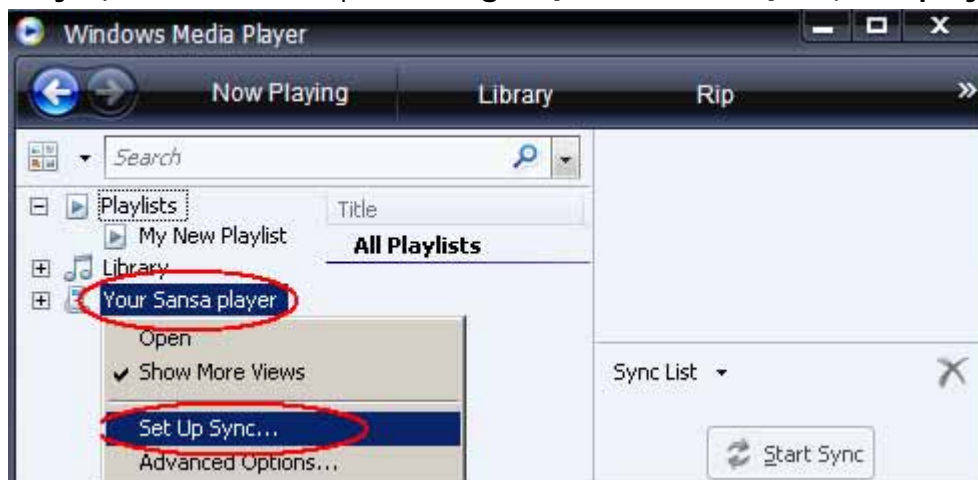 Windows Media Player
Now Playing Library Rip »
Search
Playlists Title
My New Playlist All Playlists
Library
Your Sansa player
Open
Show More Views Sync List
Set Up Sync...
Advanced Options... Start Sync